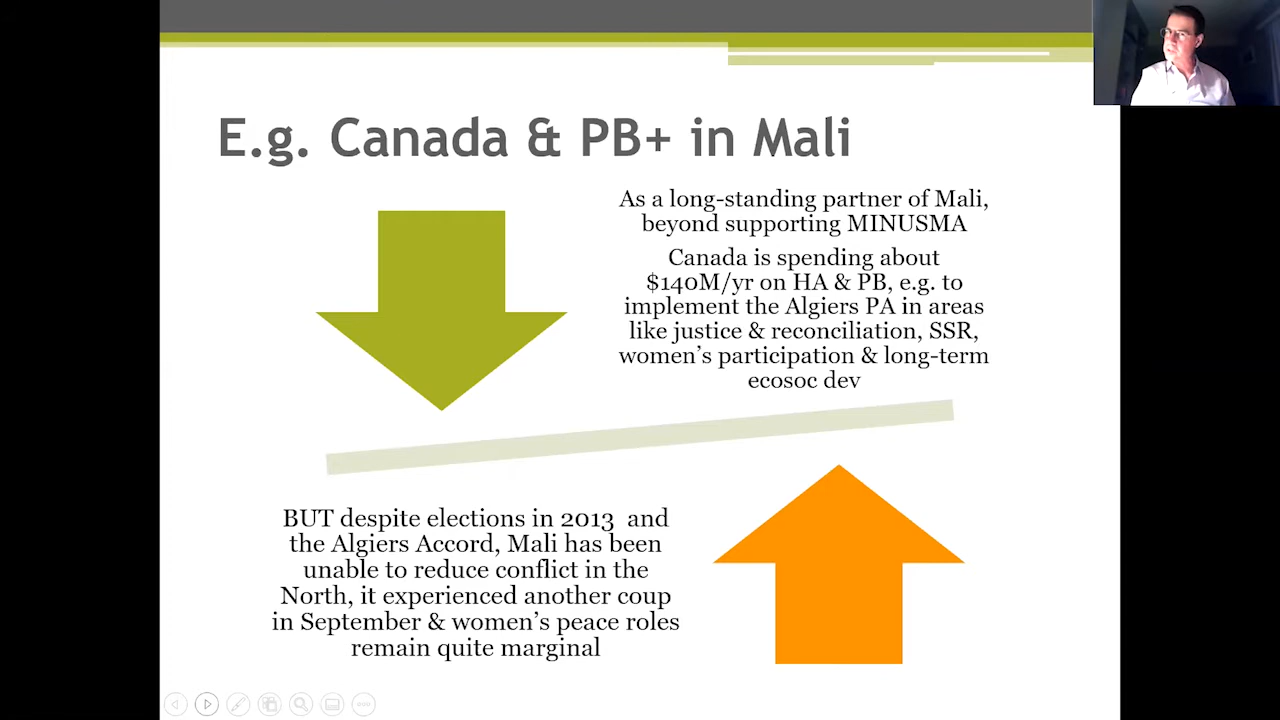 E.g. Canada & PB+ in Mali
As a long-standing partner of Mali,
beyond supporting MINUSMA
Canada is spending about
$140M/yr on HA & PB, e.g. to
implement the Algiers PA in areas
like justice & reconciliation, SSR,
women’s participation & long-term
ecosoc dev
BUT despite elections in 2013 and
the Algiers Accord, Mali has been
unable to reduce conflict in the
North, it experienced another coup
in September & women’s peace roles
remain quite marginal